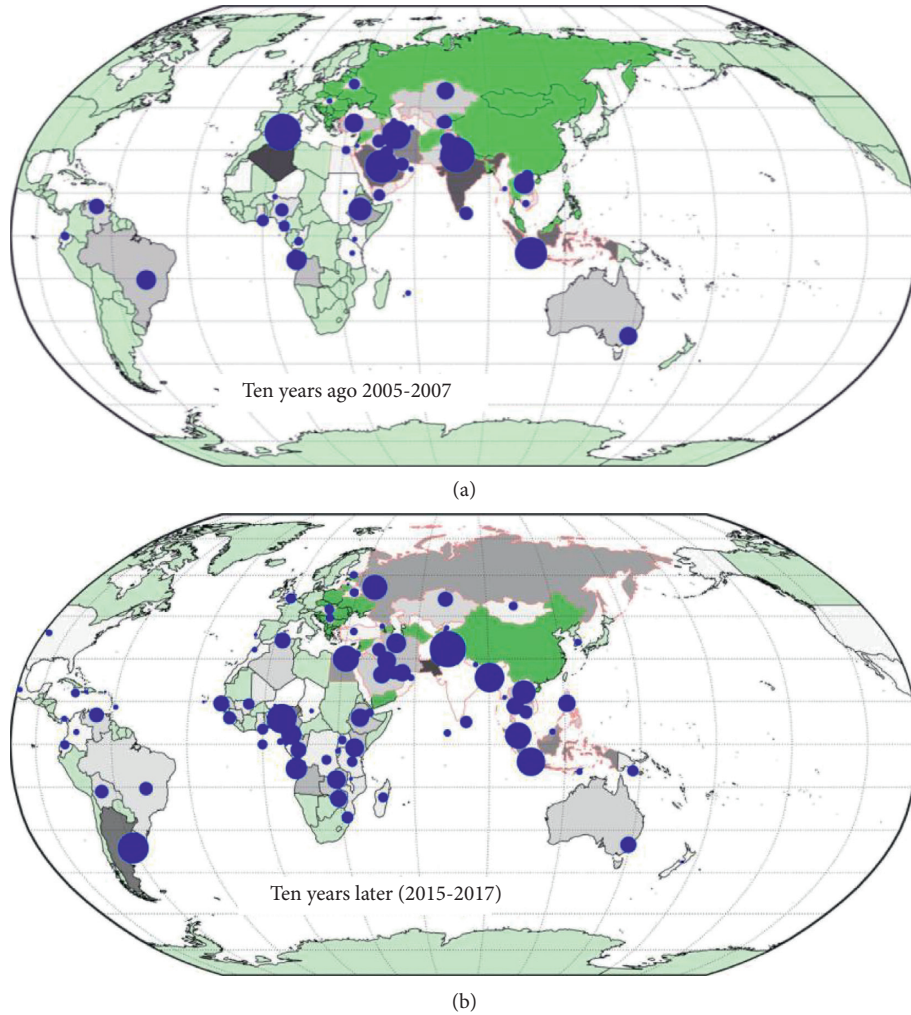 Ten years ago 2005-2007
(a)
Ten years later (2015-2017)
(b)